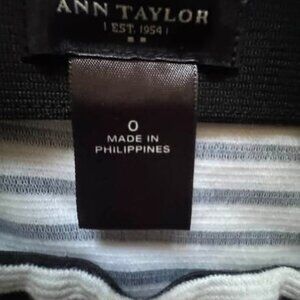 ANN TAYLOR
EST. 1954
0
MADE IN
PHILIPPINES